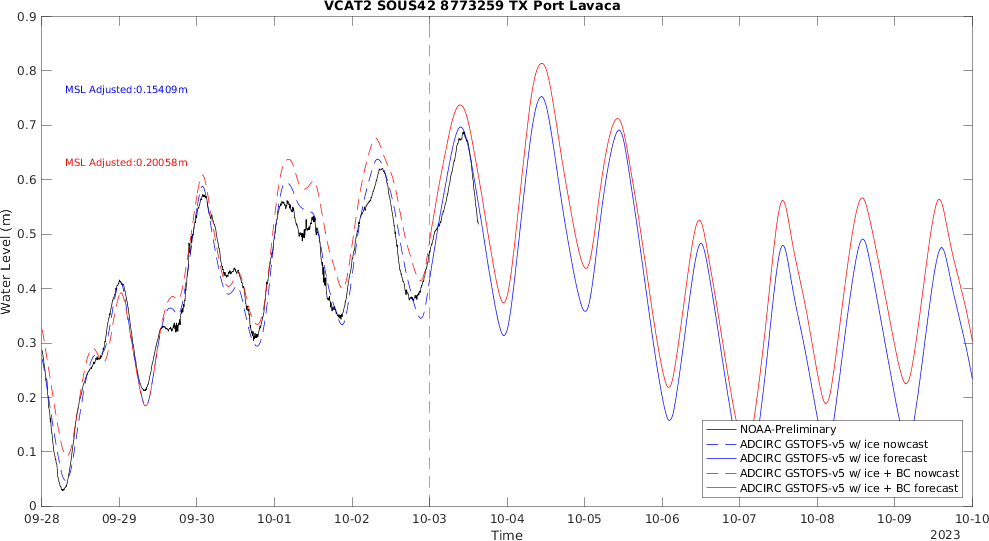 VCAT2 SOUS42 8773259 TX Port Lavaca
0.9
0.8
0.7
0.6
0.5
0.4
0.3
0.2
0.1
0
Water Level (m)
MSL Adjusted:0.15409m
MSL Adjusted:0.20058m
NOAA-Preliminary
ADCIRC GSTOFS-v5 w/ ice nowcast
ADCIRC GSTOFS-v5 w/ ice forecast
ADCIRC GSTOFS-v5 w/ ice + BC nowcast
ADCIRC GSTOFS-v5 w/ ice + BC forecast
09-28 09-29 09-30 10-01 10-02 10-03 10-04 10-05 10-06 10-07 10-08 10-09 10-10
Time
2023